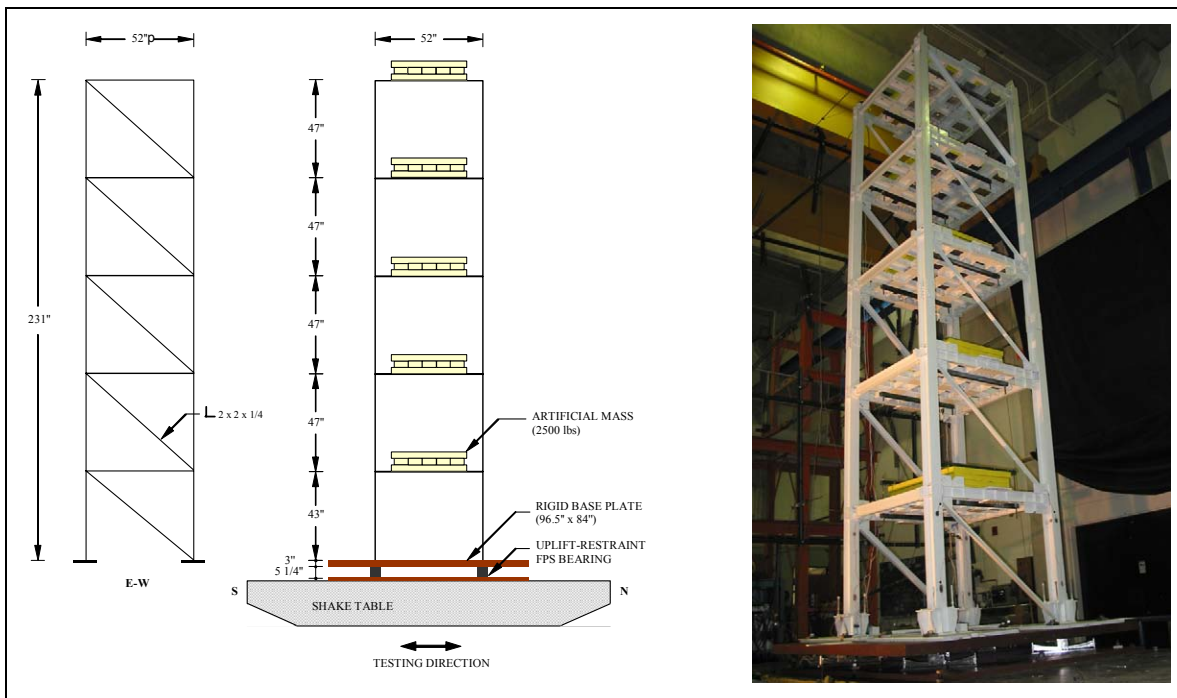 52"p
231"
L 2 x 2 x 1/4
E-W
52"
47"
47"
47"
47"
43"
3"
5 1/4"
ARTIFICIAL MASS
(2500 lbs)
RIGID BASE PLATE
(96.5" x 84")
UPLIFT-RESTRAINT
FPS BEARING
S
N
SHAKE TABLE
TESTING DIRECTION